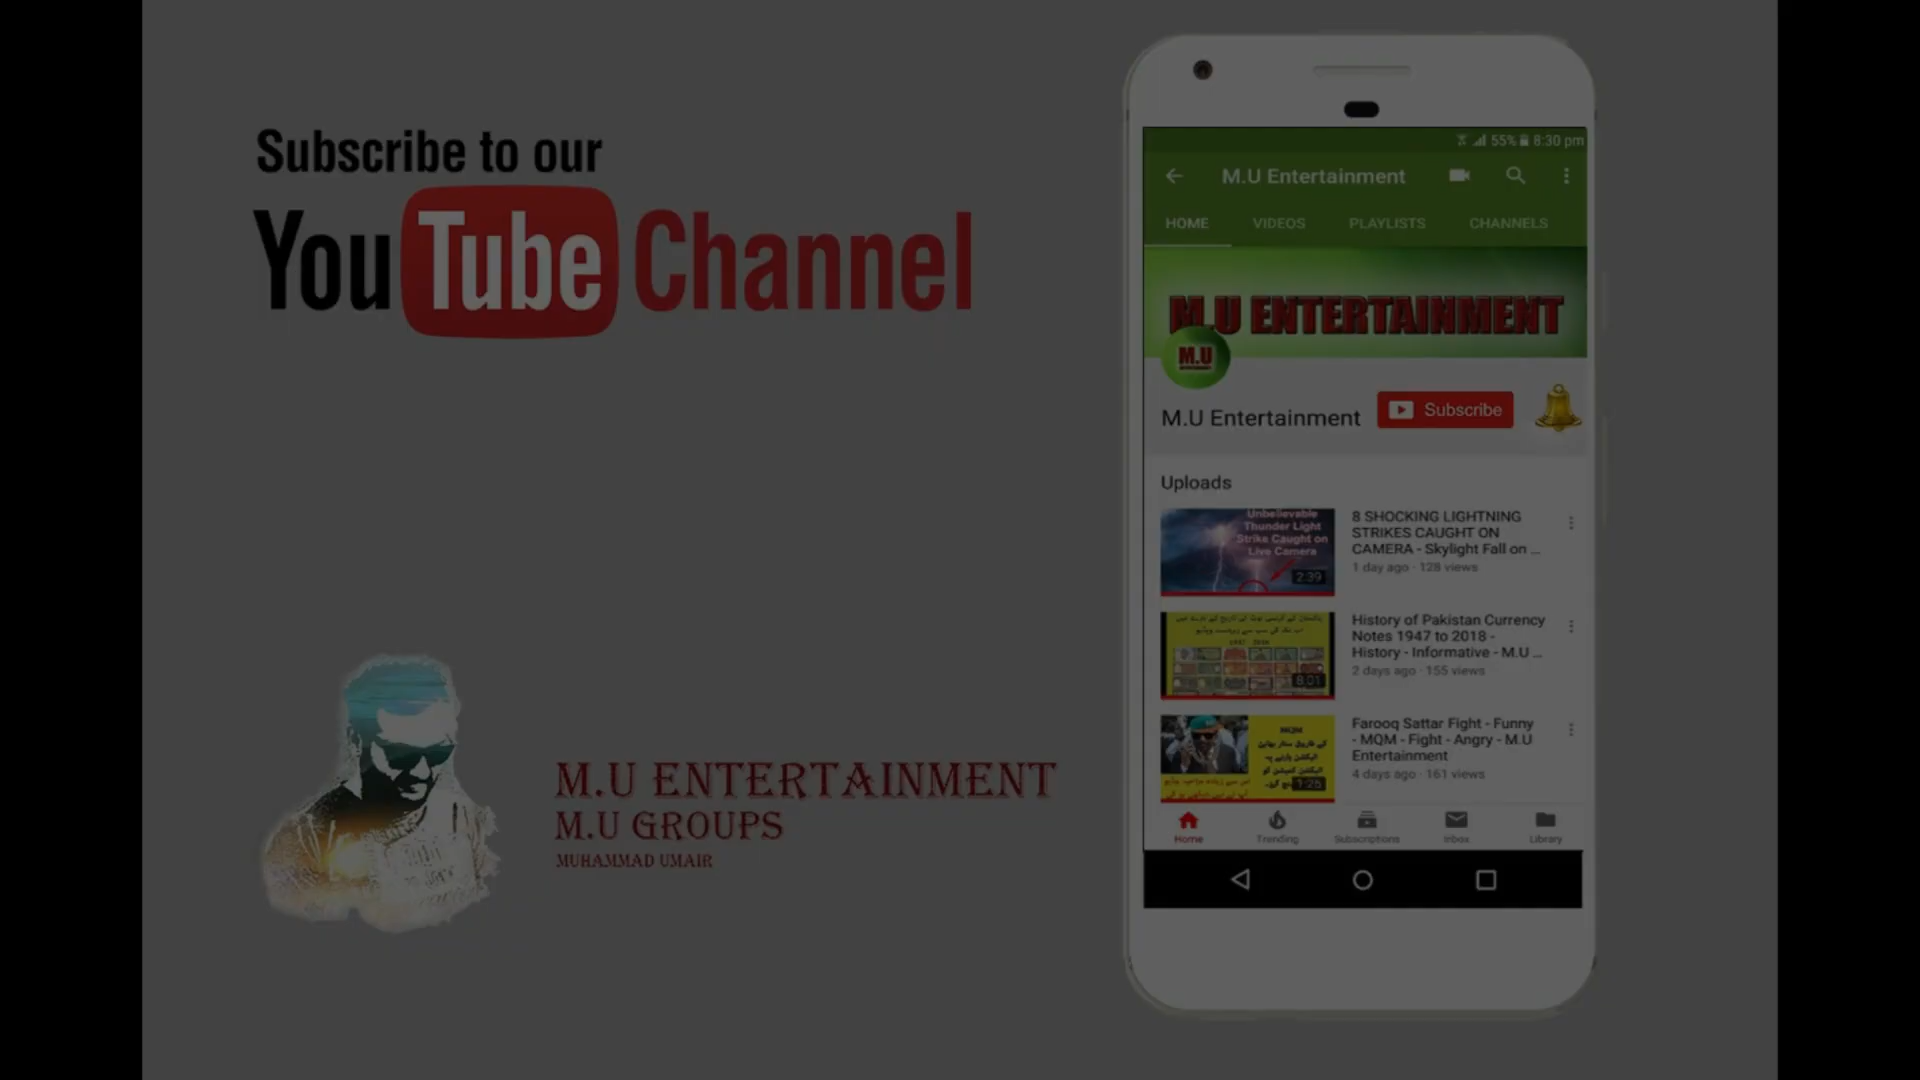 Subscribe to our
YouTube Channel
M.U ENTERTAINMENT
M.U GROUPS
MUHAMMAD UMAIR
55% 8:30 pm
M.U Entertainment
HOME VIDEOS PLAYLISTS CHANNELS
M.U ENTERTAINMENT
M.U
M.U Entertainment
Subscribe
Uploads
Unbelievable
Thunder Light
Strike Caught on
Live Camera
2:39
8 SHOCKING LIGHTNING
STRIKES CAUGHT ON
CAMERA - Skylight Fall on ...
1 day ago · 128 views
8:01
History of Pakistan Currency
Notes 1947 to 2018 -
History - Informative - M.U ...
2 days ago · 155 views
MQM
1:26
Farooq Sattar Fight - Funny
- MQM - Fight - Angry - M.U
Entertainment
4 days ago · 161 views
Home Trending Subscriptions Inbox Library